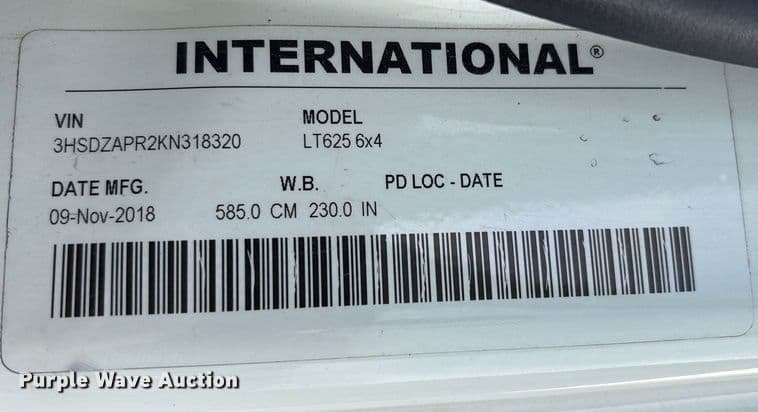 INTERNATIONAL®
VIN MODEL
3HSDZAPR2KN318320 LT625 6x4
DATE MFG. W.B. PD LOC - DATE
09-Nov-2018 585.0 CM 230.0 IN
Purple Wave Auction